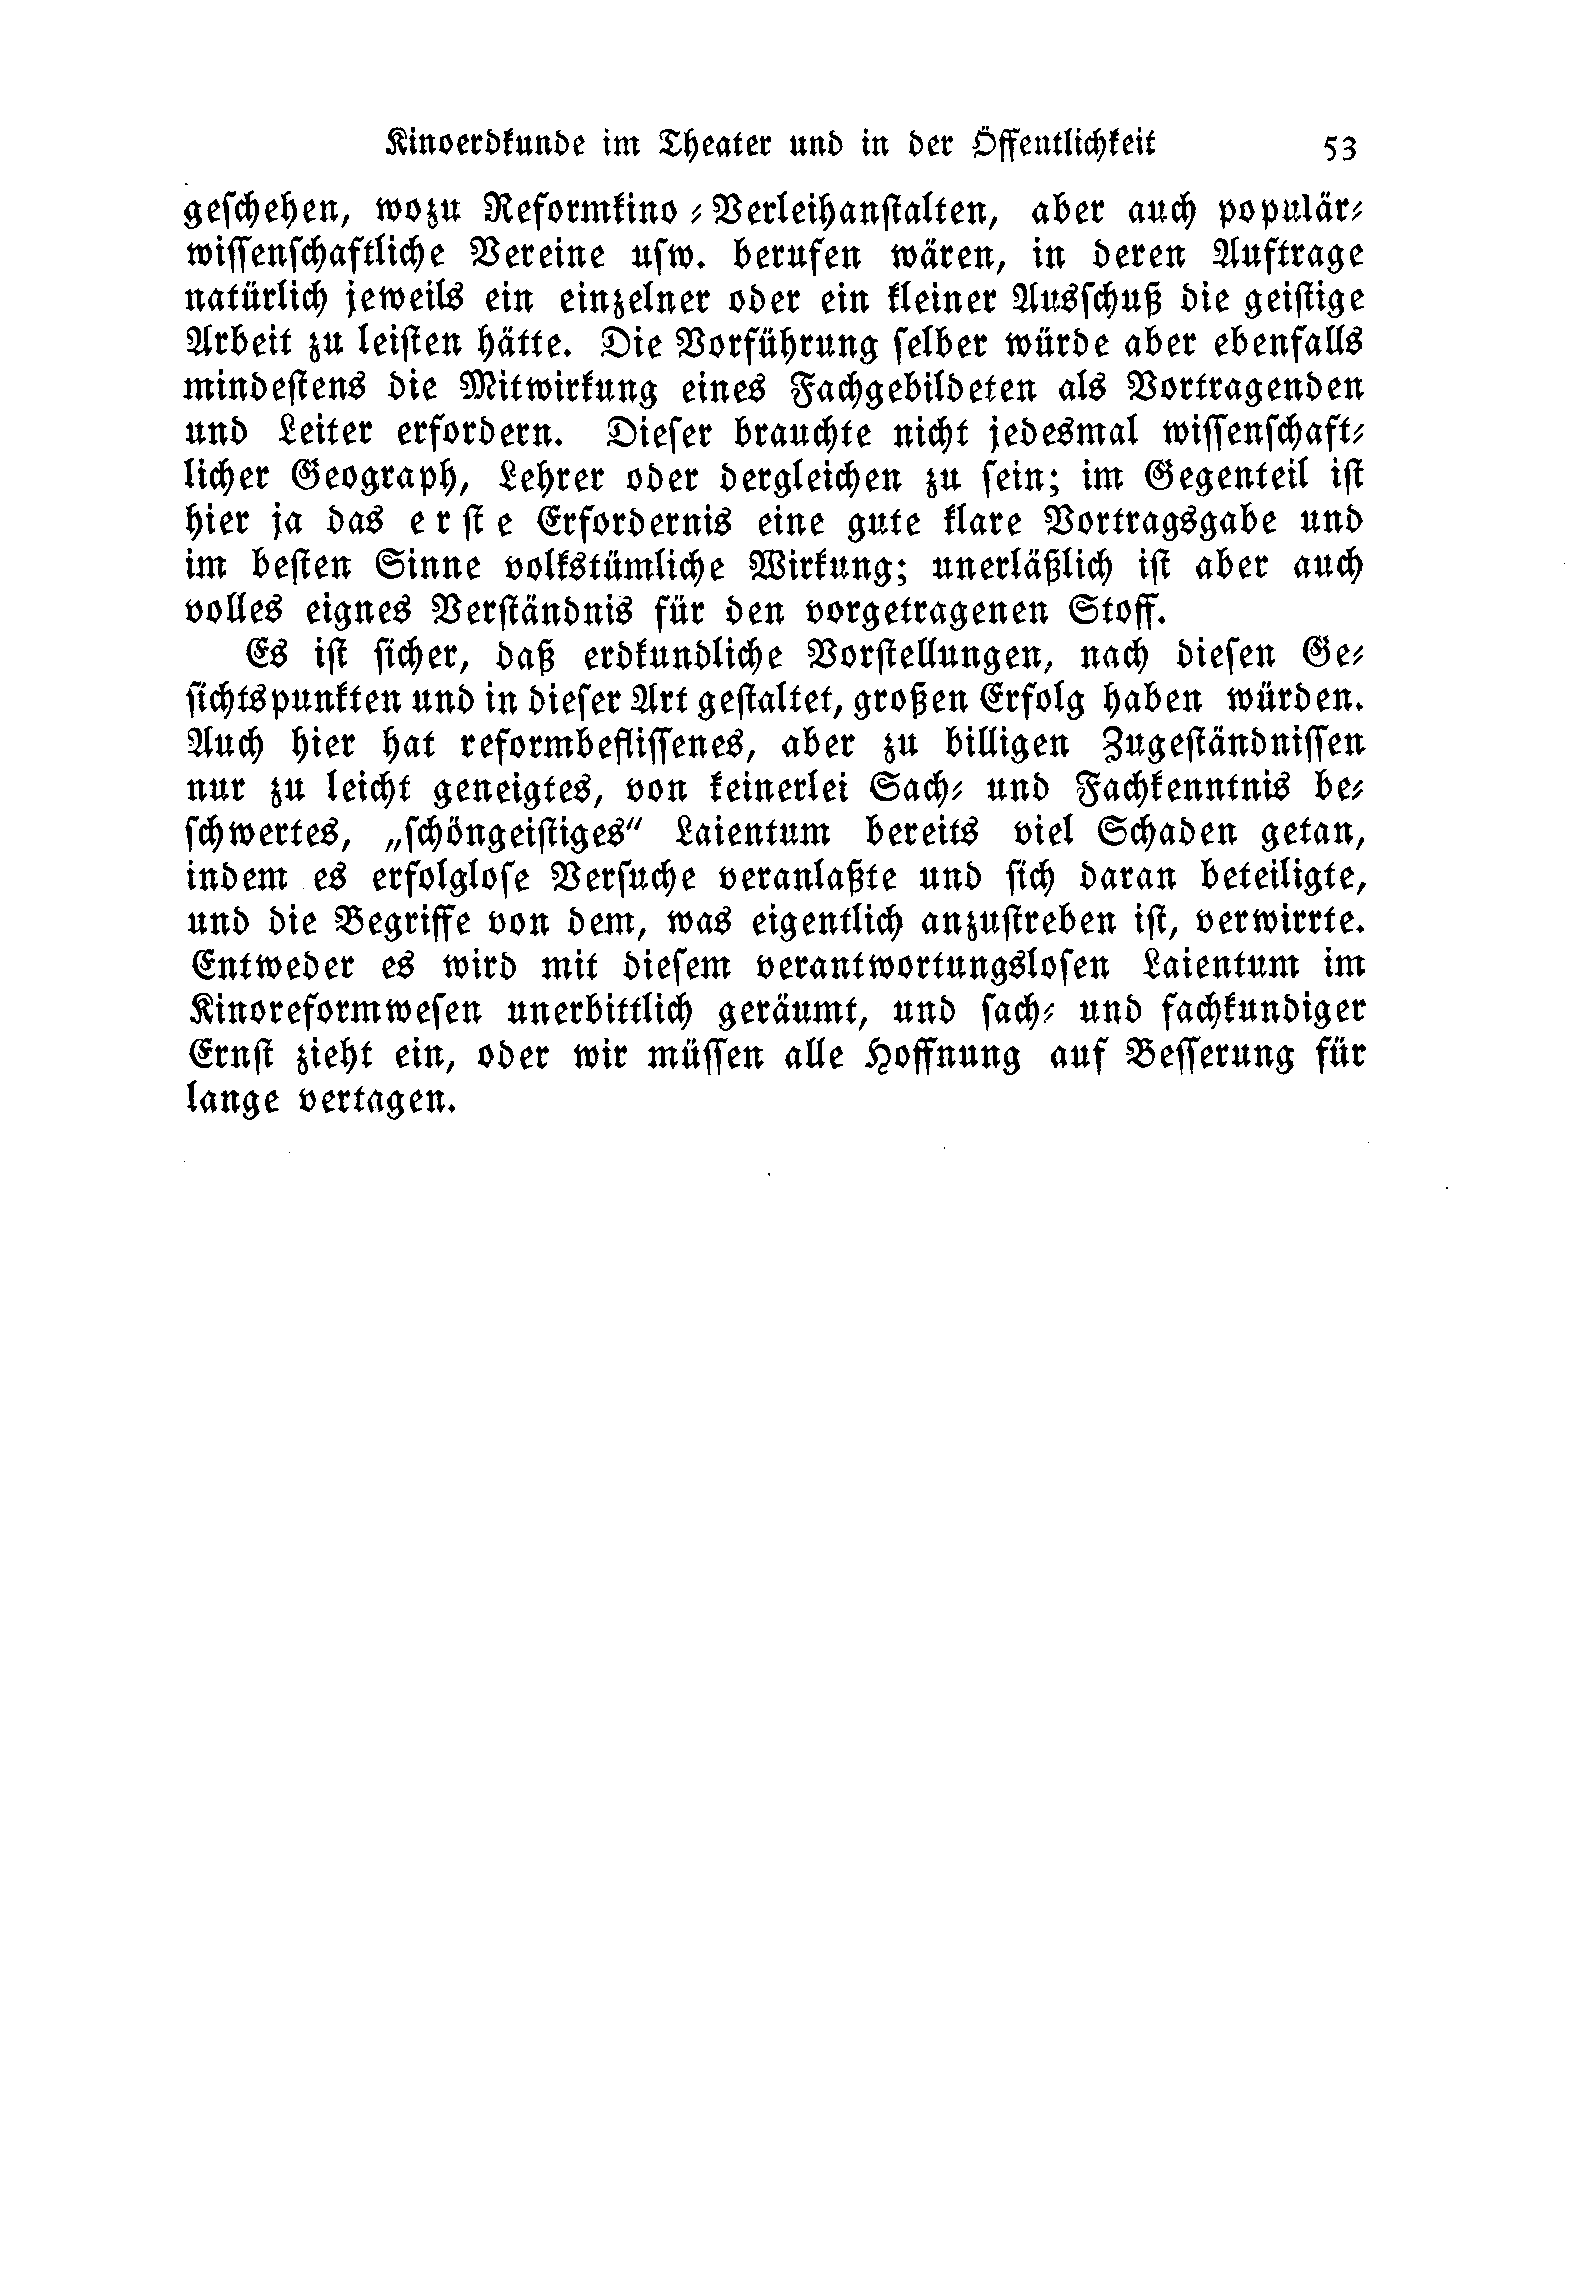 Kinoerdkunde im Theater und in der Öffentlichkeit 53
geschehen, wozu Reformkino-Verleihanstalten, aber auch populär-
wissenschaftliche Vereine usw. berufen wären, in deren Auftrage
natürlich jeweils ein einzelner oder ein kleiner Ausschuß die geistige
Arbeit zu leisten hätte. Die Vorführung selber würde aber ebenfalls
mindestens die Mitwirkung eines Fachgebildeten als Vortragenden
und Leiter erfordern. Dieser brauchte nicht jedesmal wissenschaft-
licher Geograph, Lehrer oder dergleichen zu sein; im Gegenteil ist
hier ja das erste Erfordernis eine gute klare Vortragsgabe und
im besten Sinne volkstümliche Wirkung; unerläßlich ist aber auch
volles eignes Verständnis für den vorgetragenen Stoff.
Es ist sicher, daß erdkundliche Vorstellungen, nach diesen Ge-
sichtspunkten und in dieser Art gestaltet, großen Erfolg haben würden.
Auch hier hat reformbeflissenes, aber zu billigen Zugeständnissen
nur zu leicht geneigtes, von keinerlei Sach- und Fachkenntnis be-
schwertes, „schöngeistiges“ Laientum bereits viel Schaden getan,
indem es erfolglose Versuche veranlaßte und sich daran beteiligte,
und die Begriffe von dem, was eigentlich anzustreben ist, verwirrte.
Entweder es wird mit diesem verantwortungslosen Laientum im
Kinoreformwesen unerbittlich geräumt, und sach- und fachkundiger
Ernst zieht ein, oder wir müssen alle Hoffnung auf Besserung für
lange vertagen.